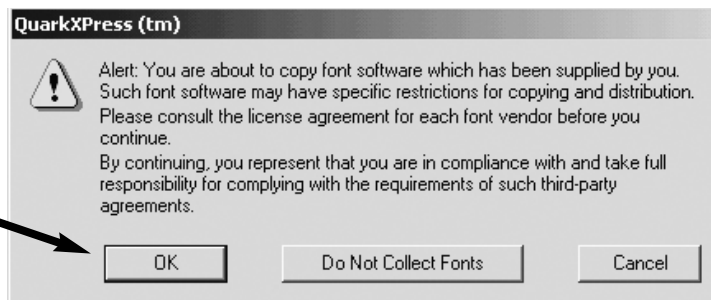 QuarkXPress (tm)
Alert: You are about to copy font software which has been supplied by you.
Such font software may have specific restrictions for copying and distribution.
Please consult the license agreement for each font vendor before you
continue.
By continuing, you represent that you are in compliance with and take full
responsibility for complying with the requirements of such third-party
agreements.
OK Do Not Collect Fonts Cancel